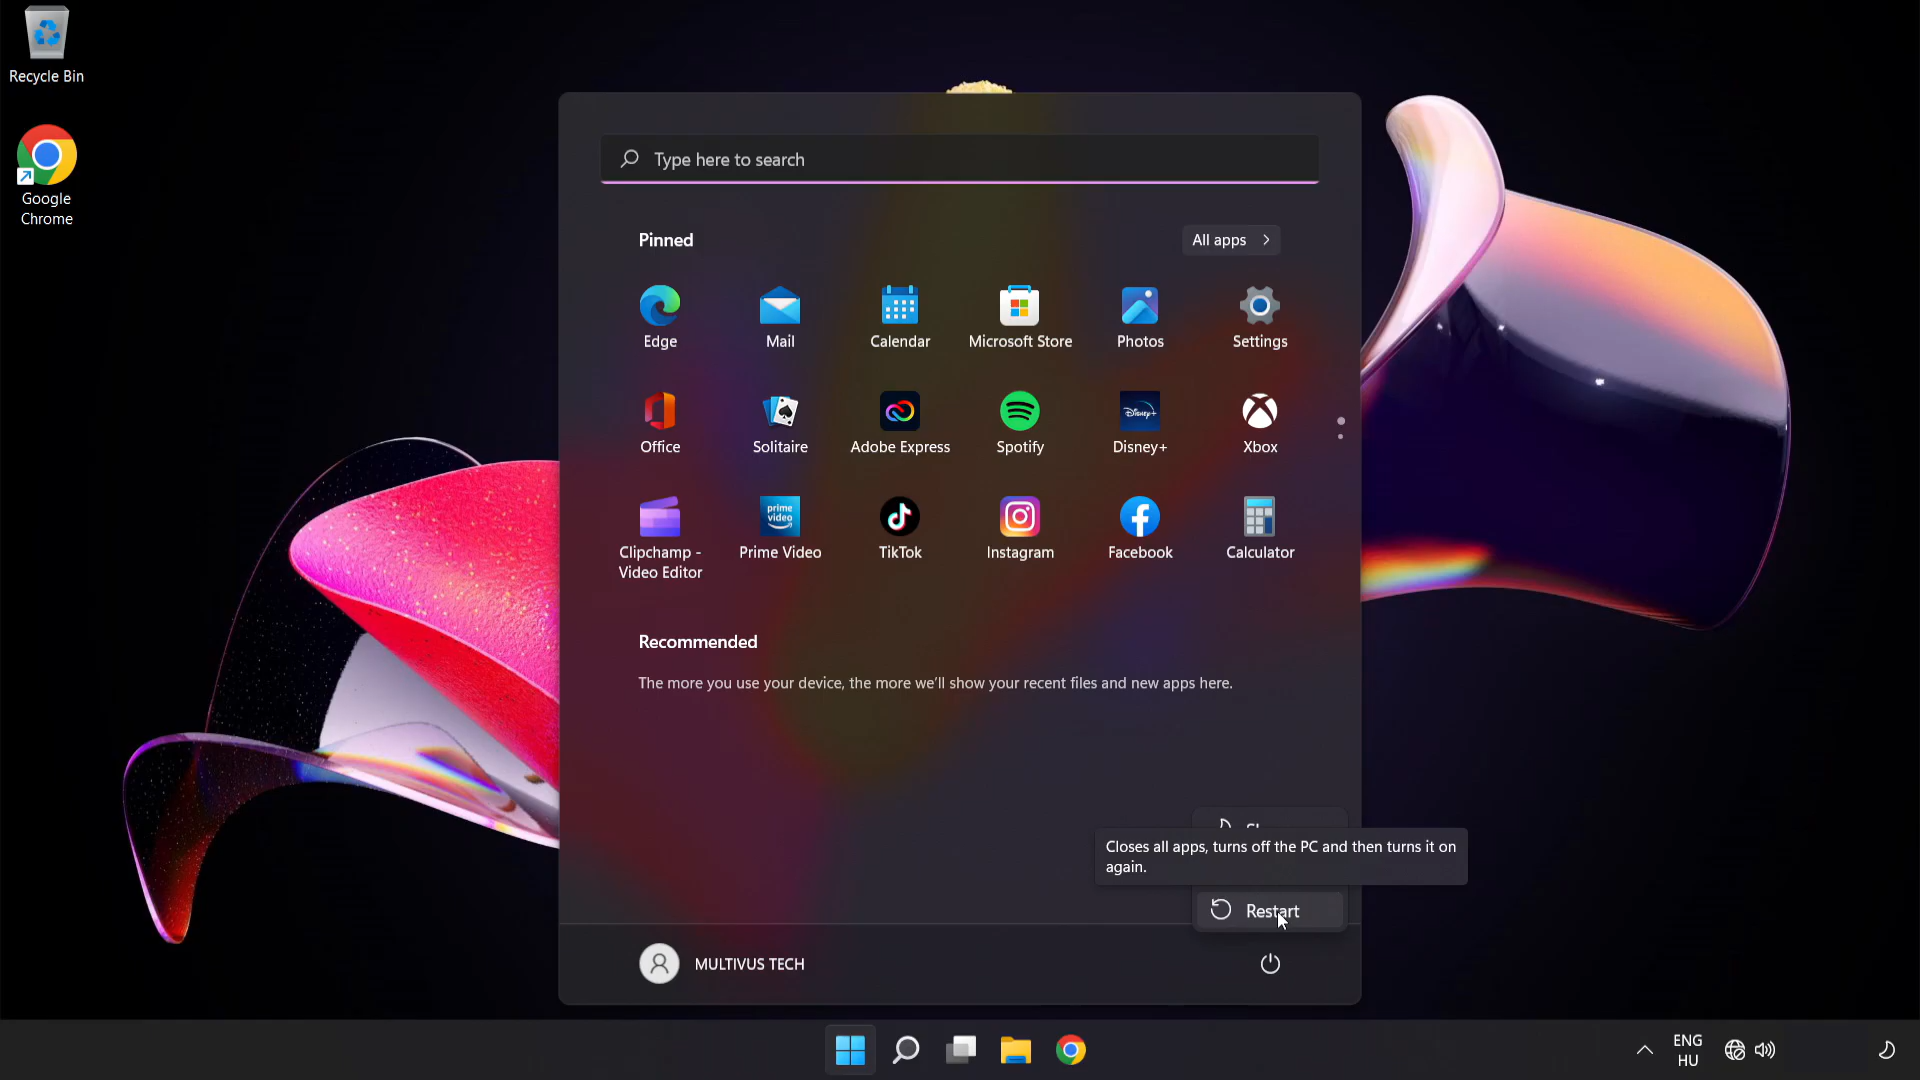 Recycle Bin
Google
Chrome
Type here to search
Pinned
All apps
Edge
Mail
Calendar
Microsoft Store
Photos
Settings
Office
Solitaire
Adobe Express
Spotify
Disney+
Disney+
Xbox
prime
video
Clipchamp -
Video Editor
Prime Video
TikTok
Instagram
Facebook
Calculator
Recommended
The more you use your device, the more we'll show your recent files and new apps here.
Closes all apps, turns off the PC and then turns it on
again.
Restart
MULTIVUS TECH
ENG
HU